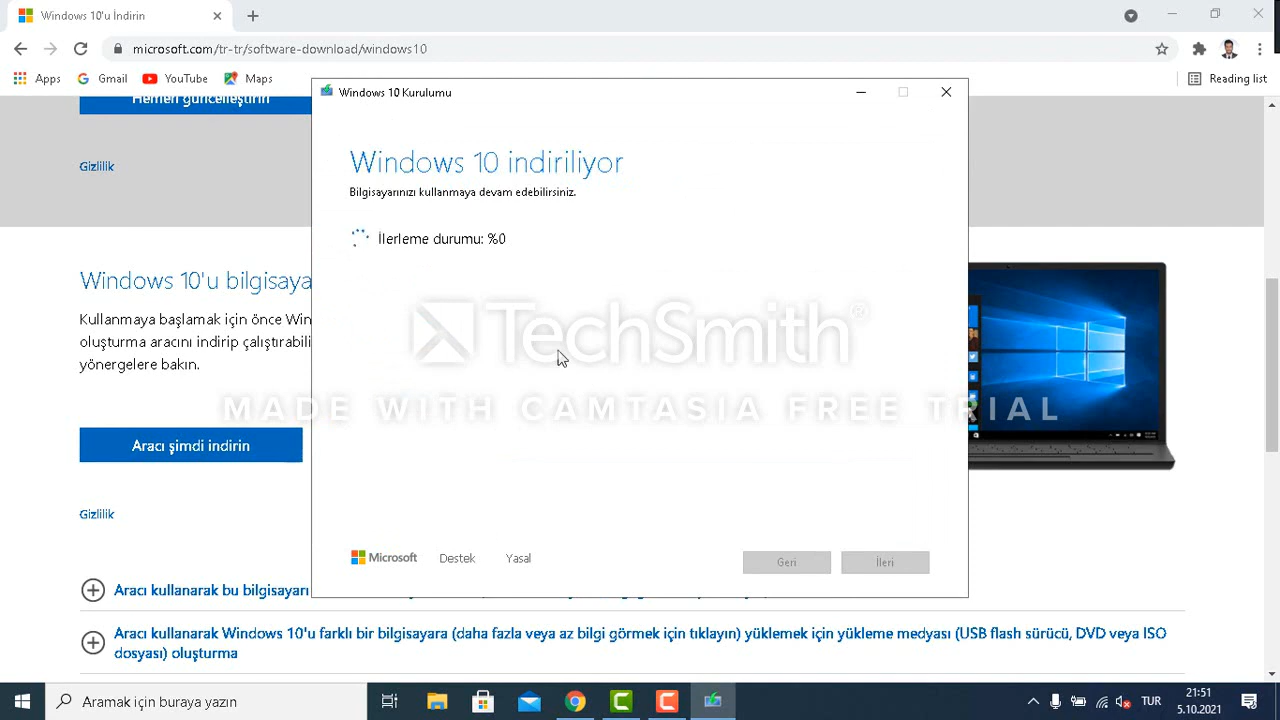 Windows 10'u İndirin
microsoft.com/tr-tr/software-download/windows10
Apps
Gmail
YouTube
Maps
Reading list
Hemen güncelleştirin
Gizlilik
Windows 10 Kurulumu
Windows 10 indiriliyor
Bilgisayarınızı kullanmaya devam edebilirsiniz.
İlerleme durumu: %0
TechSmith®
MADE WITH CAMTASIA FREE TRIAL
Microsoft
Destek
Yasal
Geri
İleri
Windows 10'u bilgisaya
Kullanmaya başlamak için önce Win
oluşturma aracını indirip çalıştırabili
yönergelere bakın.
Aracı şimdi indirin
Gizlilik
Aracı kullanarak bu bilgisayarı
Aracı kullanarak Windows 10'u farklı bir bilgisayara (daha fazla veya az bilgi görmek için tıklayın) yüklemek için yükleme medyası (USB flash sürücü, DVD veya ISO
dosyası) oluşturma
Aramak için buraya yazın
TUR
21:51
5.10.2021